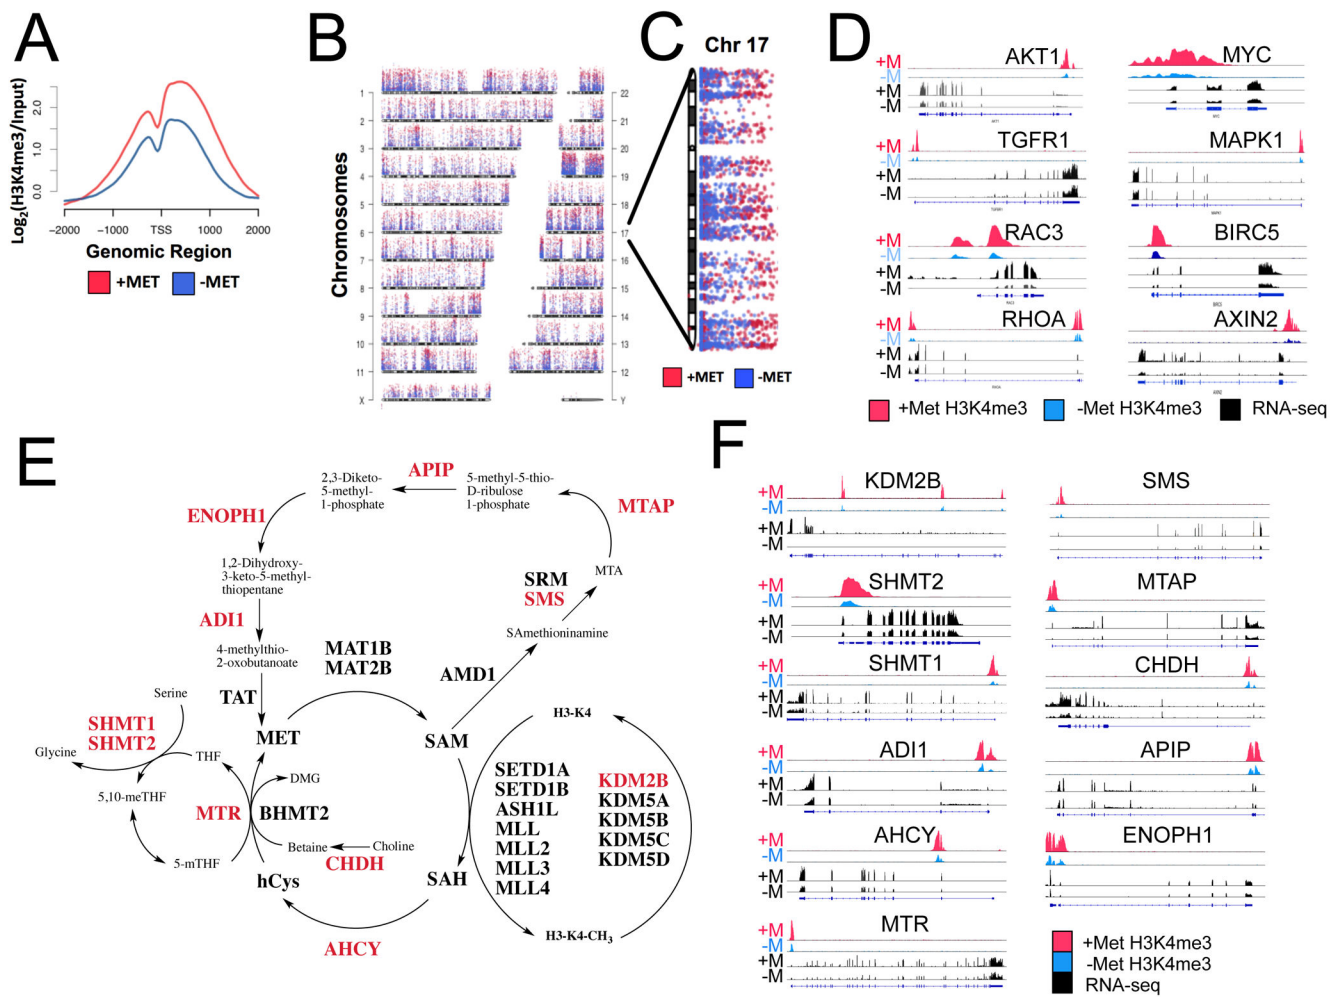 A
Log2(H3K4me3/Input)
2.0
1.0
0.0
−2000
−1000
TSS
1000
2000
Genomic Region
+MET
-MET
B
Chromosomes
1
2
3
4
5
6
7
8
9
10
11
X
22
21
20
19
18
17
16
15
14
13
12
Y
C
Chr 17
+MET
-MET
D
AKT1
+M
-M
+M
-M
MYC
TGFR1
+M
-M
+M
-M
MAPK1
RAC3
+M
-M
+M
-M
BIRC5
RHOA
+M
-M
+M
-M
AXIN2
+Met H3K4me3
-Met H3K4me3
RNA-seq
E
APIP
2,3-Diketo-
5-methyl-
1-phosphate
5-methyl-5-thio-
D-ribulose
1-phosphate
MTAP
ENOPH1
1,2-Dihydroxy-
3-keto-5-methyl-
thiopentane
MTA
SRM
SMS
ADI1
SAmethioninamine
4-methylthio-
2-oxobutanoate
MAT1B
MAT2B
AMD1
TAT
Serine
SHMT1
SHMT2
Glycine
THF
MET
SAM
H3-K4
DMG
5,10-meTHF
MTR
BHMT2
SETD1A
SETD1B
ASH1L
MLL
MLL2
MLL3
MLL4
KDM2B
KDM5A
KDM5B
KDM5C
KDM5D
Betaine
Choline
CHDH
5-mTHF
hCys
SAH
AHCY
H3-K4-CH3
F
KDM2B
+M
-M
+M
-M
SMS
SHMT2
+M
-M
+M
-M
MTAP
SHMT1
+M
-M
+M
-M
CHDH
ADI1
+M
-M
+M
-M
APIP
AHCY
+M
-M
+M
-M
ENOPH1
MTR
+M
-M
+M
-M
+Met H3K4me3
-Met H3K4me3
RNA-seq